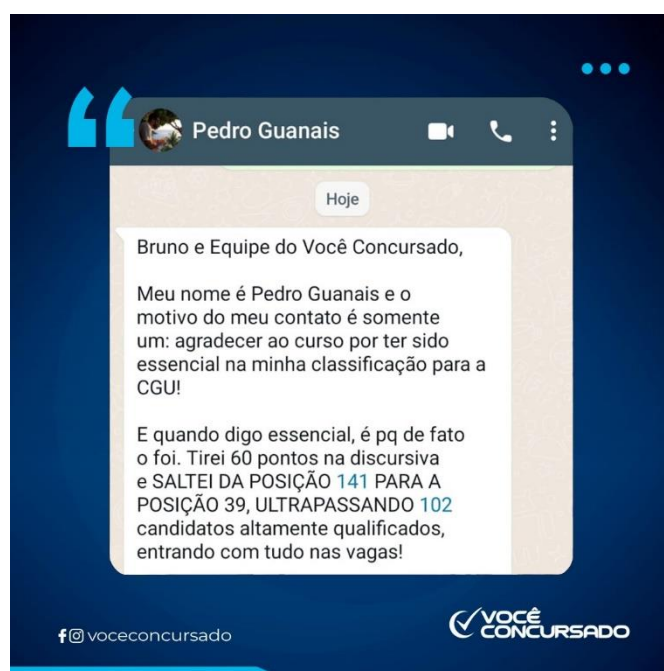 Pedro Guanais
Hoje
Bruno e Equipe do Você Concursado,
Meu nome é Pedro Guanais e o
motivo do meu contato é somente
um: agradecer ao curso por ter sido
essencial na minha classificação para a
CGU!
E quando digo essencial, é pq de fato
o foi. Tirei 60 pontos na discursiva
e SALTEI DA POSIÇÃO 141 PARA A
POSIÇÃO 39, ULTRAPASSANDO 102
candidatos altamente qualificados,
entrando com tudo nas vagas!
voceconcursado
VOCÊ
CONCURSADO